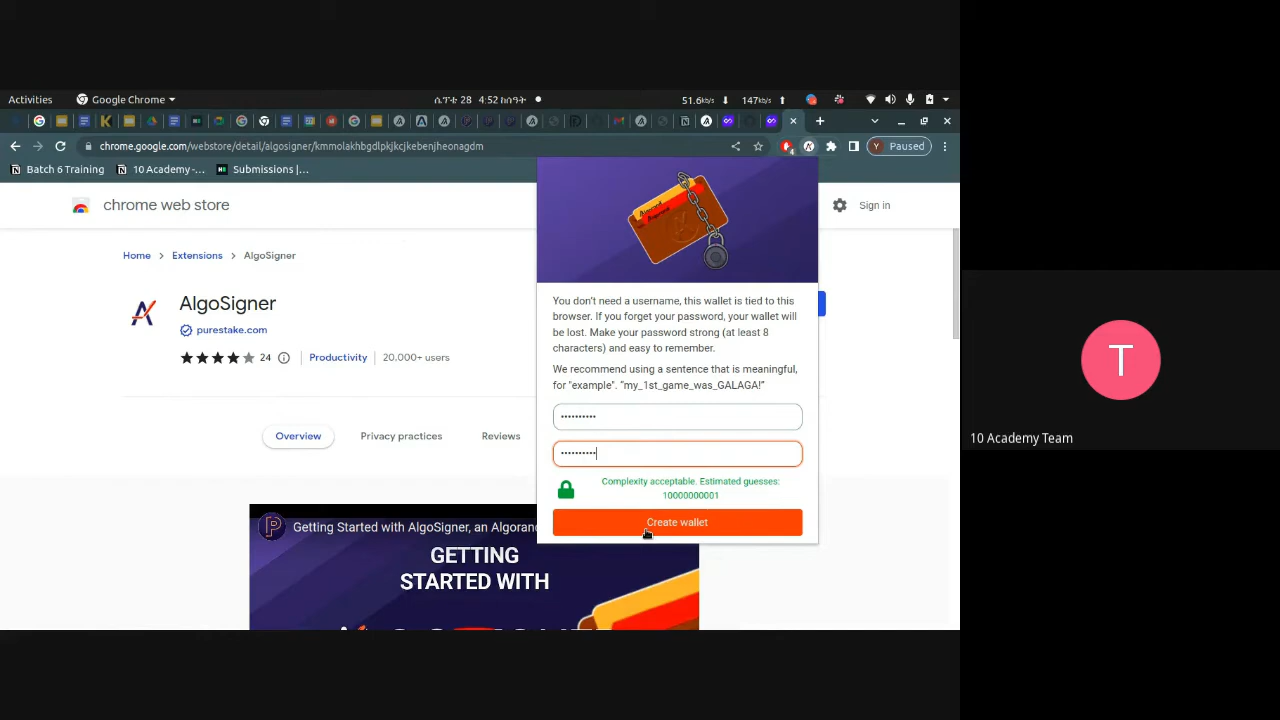 Activities
Google Chrome
ሴፕቴ 28 4:52 ከሰዓት
51.6kb/s
147kb/s
chrome.google.com/webstore/detail/algosigner/kmmolakhbgdlpkjkcjkebenjheonagdm
4
Y Paused
Batch 6 Training
10 Academy -...
Submissions |...
chrome web store
Sign in
Home
Extensions
AlgoSigner
AlgoSigner
purestake.com
24
Productivity
20.000+ users
Overview
Privacy practices
Reviews
Getting Started with AlgoSigner, an Algoran
GETTING
STARTED WITH
You don't need a username, this wallet is tied to this
browser. If you forget your password, your wallet will
be lost. Make your password strong (at least 8
characters) and easy to remember.
We recommend using a sentence that is meaningful,
for "example". "my_1st_game_was_GALAGA!"
Complexity acceptable. Estimated guesses:
10000000001
Create wallet
T
10 Academy Team